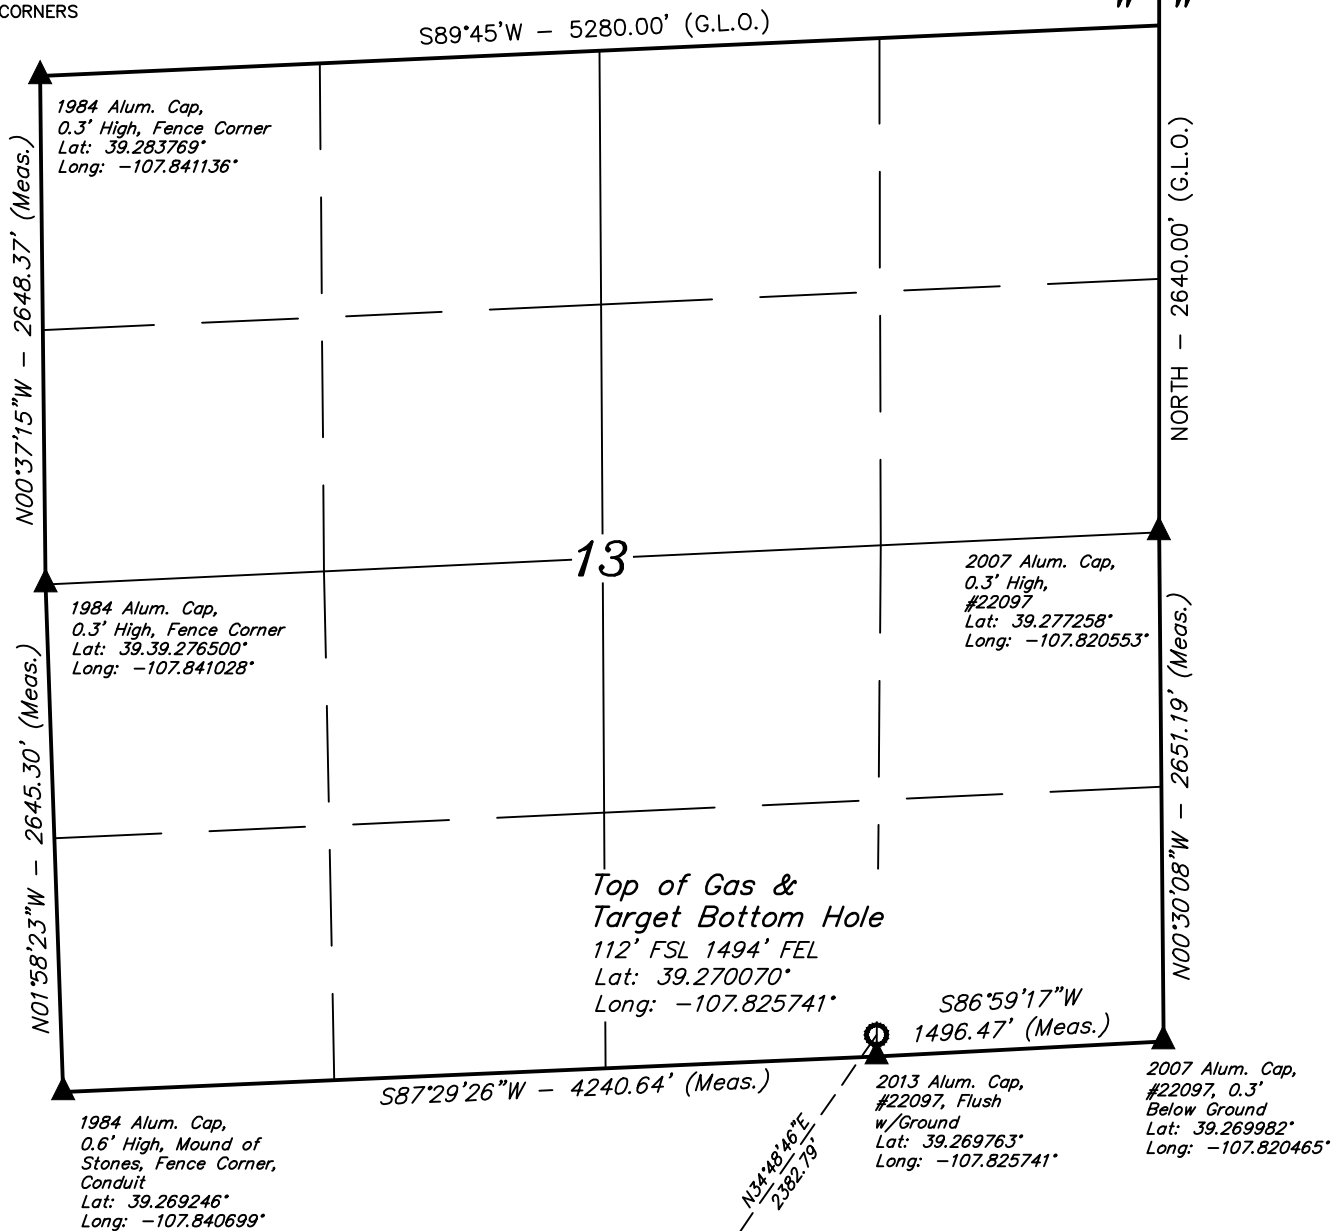 CORNERS
S89°45'W – 5280.00' (G.L.O.)
1984 Alum. Cap,
0.3' High, Fence Corner
Lat: 39.283769°
Long: –107.841136°
N00°37'15"W – 2648.37' (Meas.)
NORTH – 2640.00' (G.L.O.)
13
1984 Alum. Cap,
0.3' High, Fence Corner
Lat: 39.39.276500°
Long: –107.841028°
2007 Alum. Cap,
0.3' High,
#22097
Lat: 39.277258°
Long: –107.820553°
N01°58'23"W – 2645.30' (Meas.)
N00°30'08"W – 2651.19' (Meas.)
Top of Gas &
Target Bottom Hole
112' FSL 1494' FEL
Lat: 39.270070°
Long: –107.825741°
S86°59'17"W
1496.47' (Meas.)
S87°29'26"W – 4240.64' (Meas.)
1984 Alum. Cap,
0.6' High, Mound of
Stones, Fence Corner,
Conduit
Lat: 39.269246°
Long: –107.840699°
N34°48'46"E
2382.79'
2013 Alum. Cap,
#22097, Flush
w/Ground
Lat: 39.269763°
Long: –107.825741°
2007 Alum. Cap,
#22097, 0.3'
Below Ground
Lat: 39.269982°
Long: –107.820465°